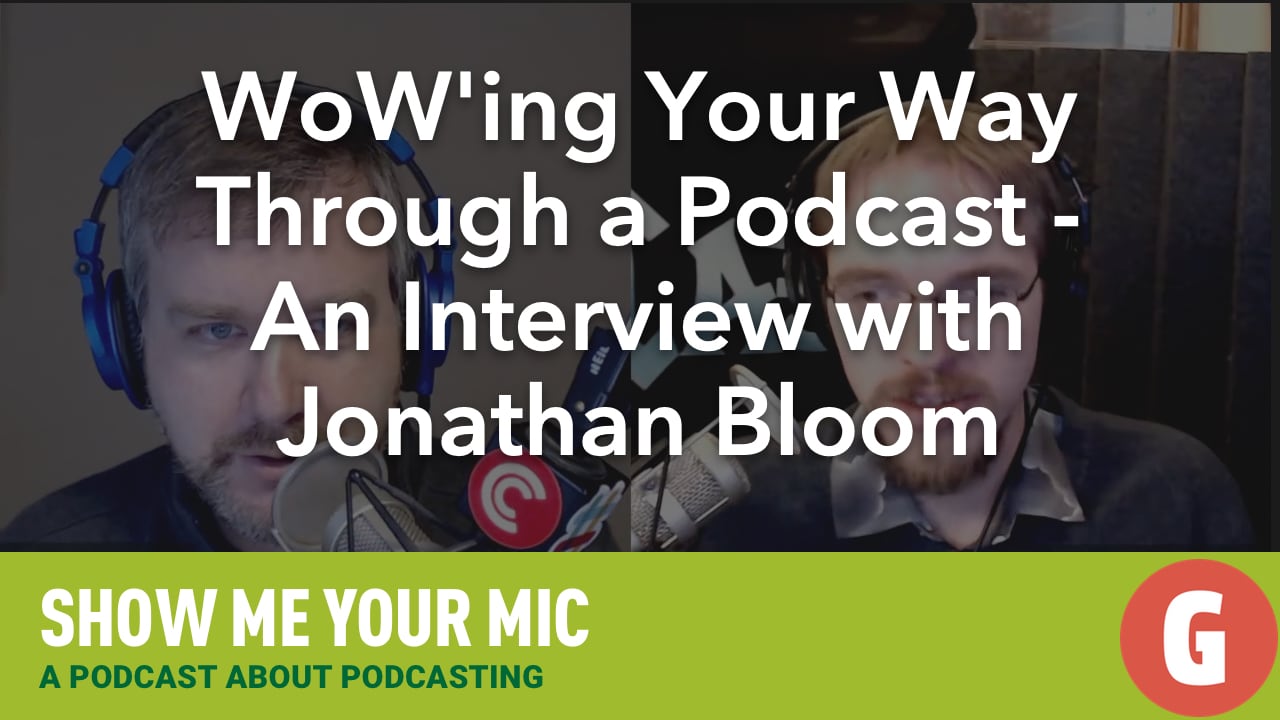 WoW'ing Your Way
Through a Podcast -
An Interview with
Jonathan Bloom
SHOW ME YOUR MIC
A PODCAST ABOUT PODCASTING
G